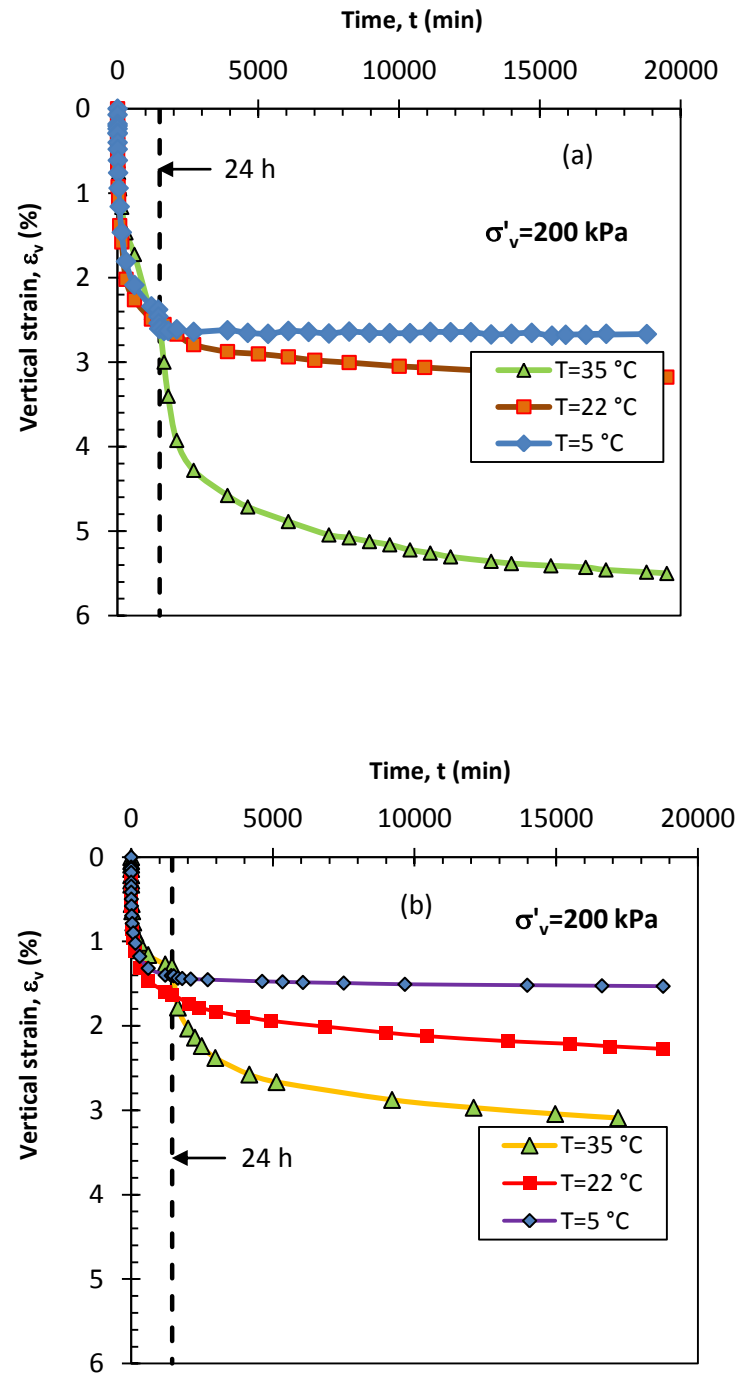 Time, t (min)
0 5000 10000 15000 20000
0
1
2
3
4
5
6
Vertical strain, εv (%)
(a)
24 h
σ'v=200 kPa
T=35 °C
T=22 °C
T=5 °C
Time, t (min)
0 5000 10000 15000 20000
0
1
2
3
4
5
6
Vertical strain, εv (%)
(b)
σ'v=200 kPa
24 h
T=35 °C
T=22 °C
T=5 °C